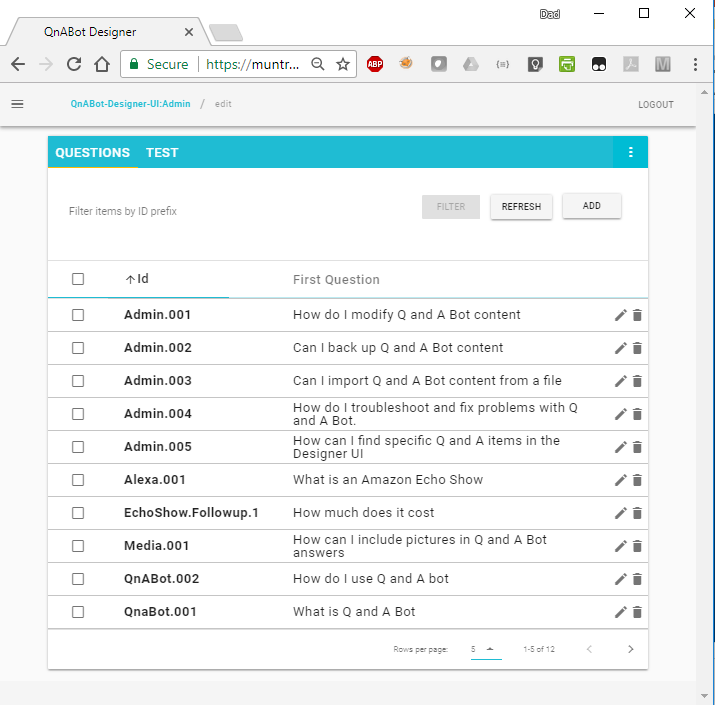 Dad
QnABot Designer
Secure https://muntr...
ABP
QnABot-Designer-UI:Admin / edit
LOGOUT
QUESTIONS TEST
Filter items by ID prefix
FILTER REFRESH ADD
Id First Question
Admin.001 How do I modify Q and A Bot content
Admin.002 Can I back up Q and A Bot content
Admin.003 Can I import Q and A Bot content from a file
Admin.004 How do I troubleshoot and fix problems with Q
and A Bot.
Admin.005 How can I find specific Q and A items in the
Designer UI
Alexa.001 What is an Amazon Echo Show
EchoShow.Followup.1 How much does it cost
Media.001 How can I include pictures in Q and A Bot
answers
QnABot.002 How do I use Q and A bot
QnaBot.001 What is Q and A Bot
Rows per page: 5 1-5 of 12